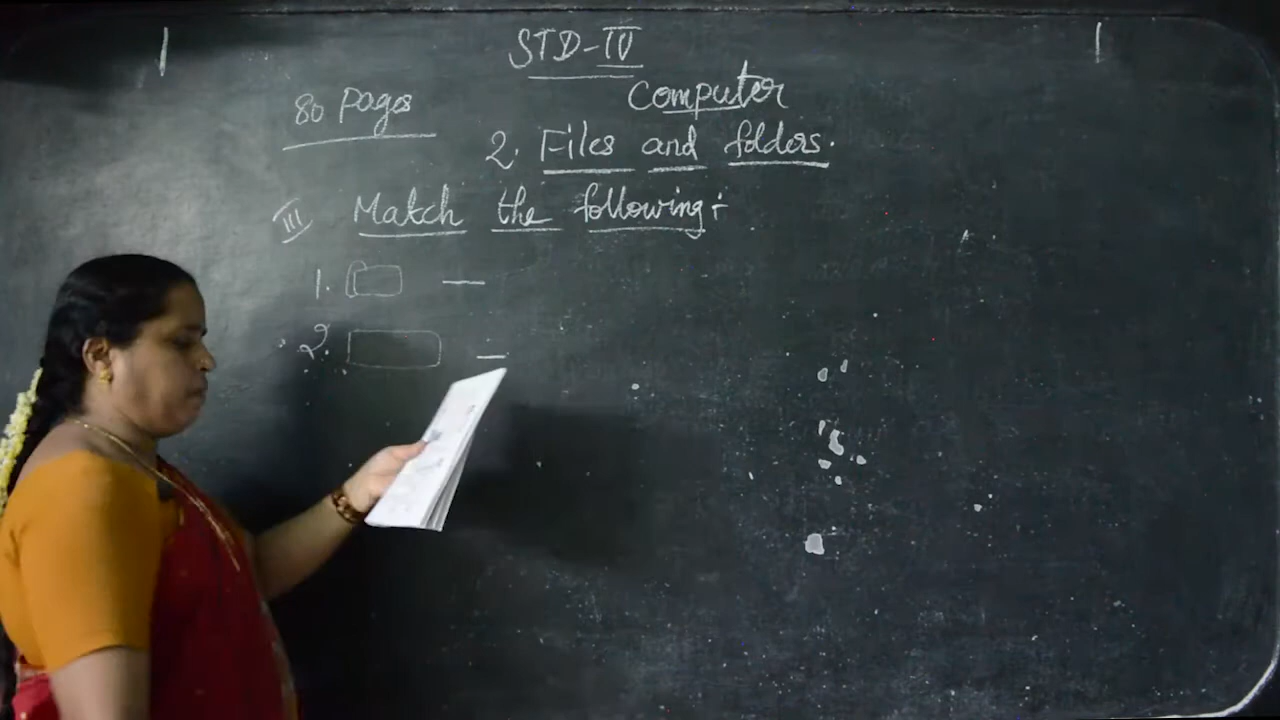 STD-IV
80 Pages
Computer
2. Files and folders.
III Match the following:-
1. —
2. —